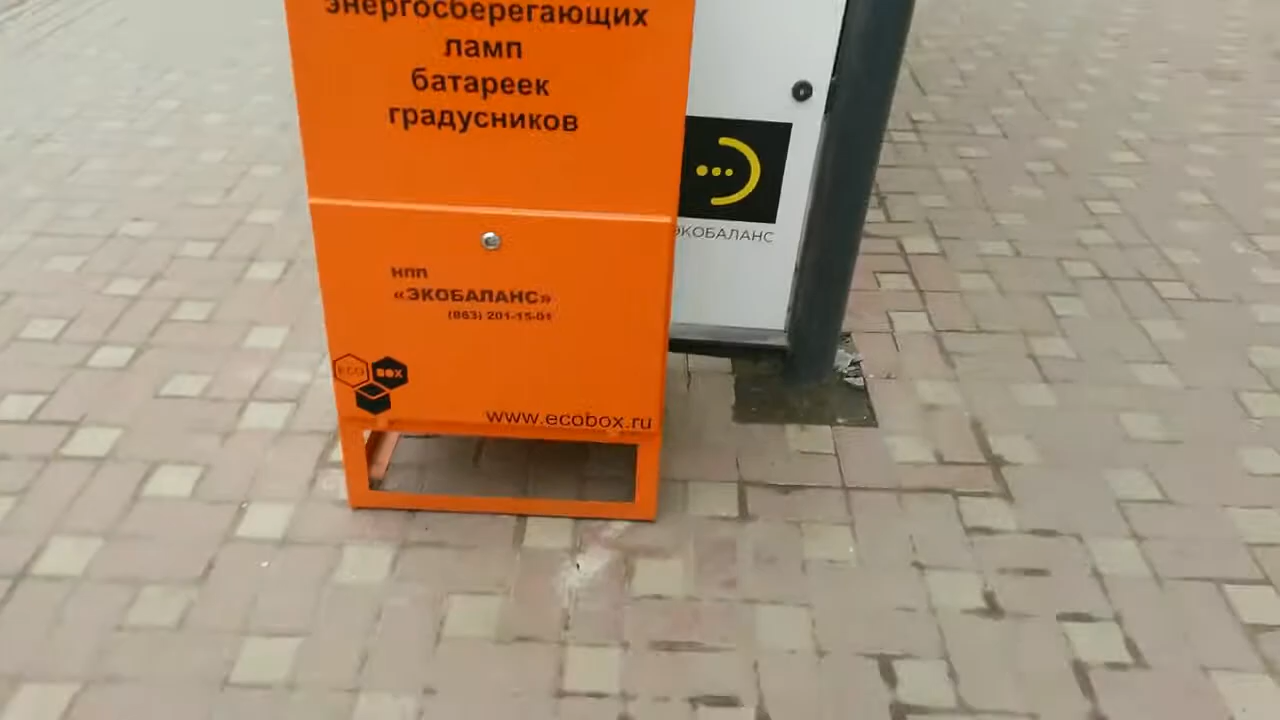 энергосберегающих
ламп
батареек
градусников
НПП
«ЭКОБАЛАНС»
(863) 201-15-01
ECO BOX
www.ecobox.ru
ЭКОБАЛАНС